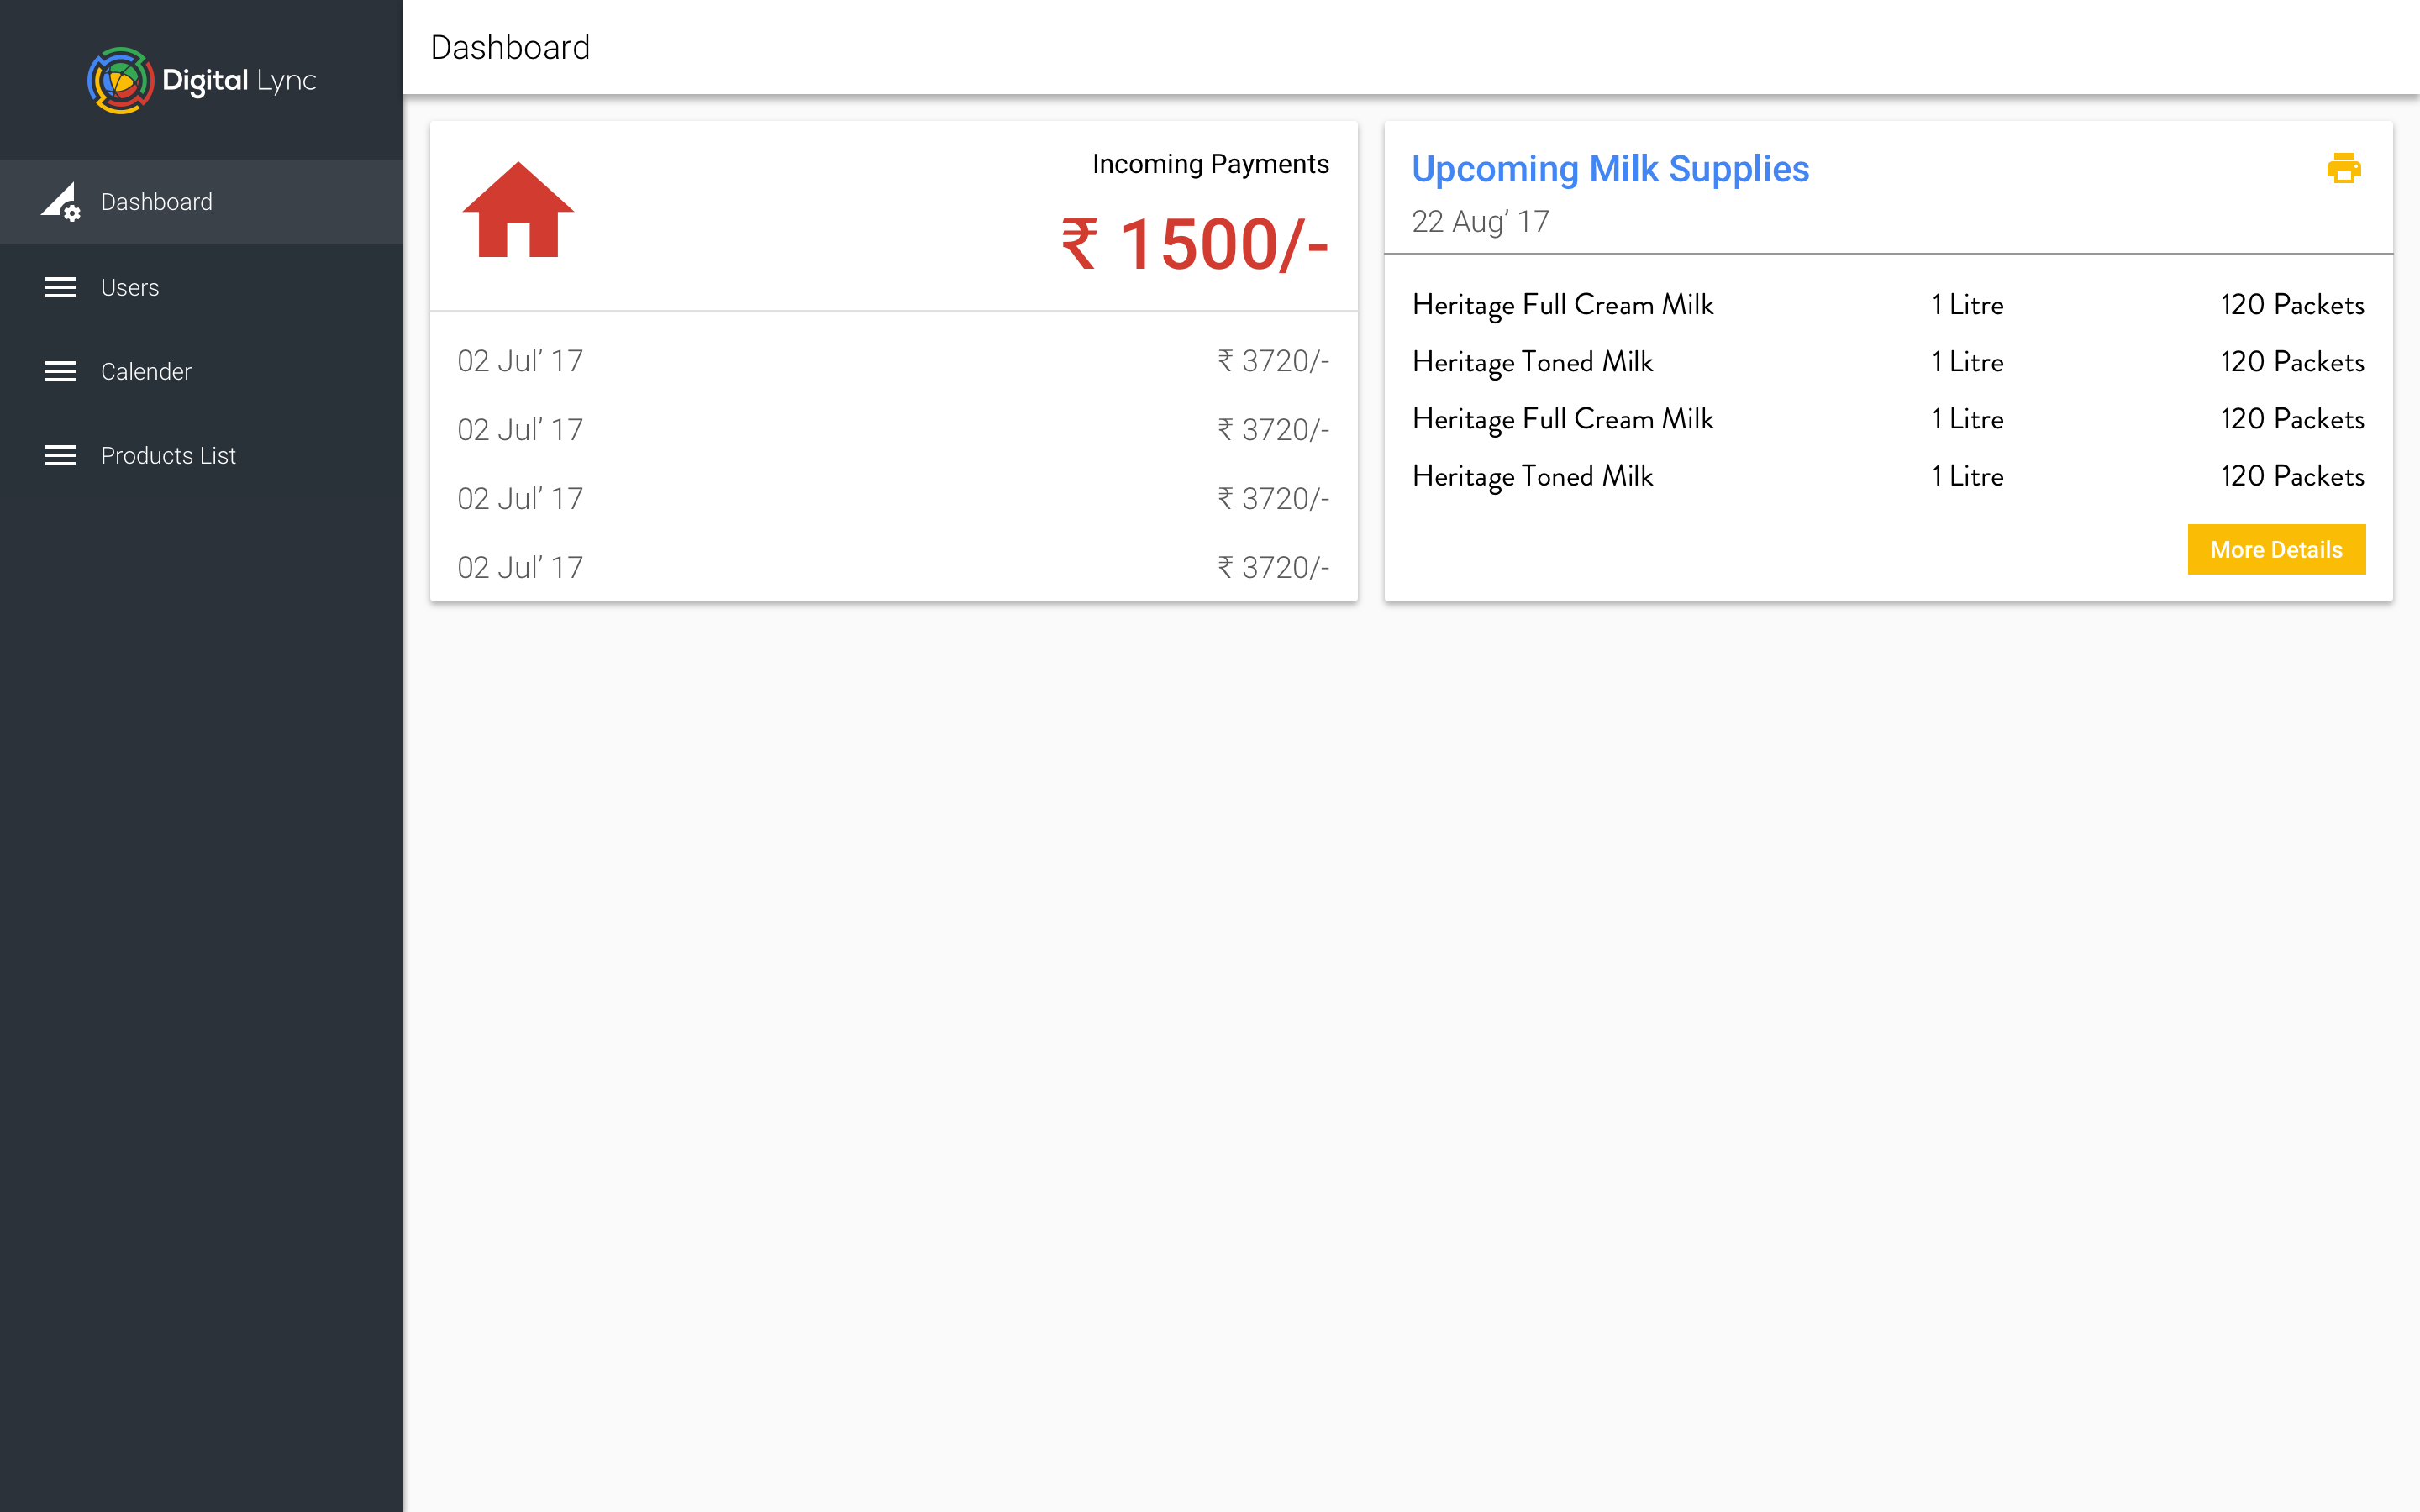 Digital Lync
Dashboard
Users
Calender
Products List
Dashboard
Incoming Payments
₹ 1500/-
02 Jul’ 17 ₹ 3720/-
02 Jul’ 17 ₹ 3720/-
02 Jul’ 17 ₹ 3720/-
02 Jul’ 17 ₹ 3720/-
Upcoming Milk Supplies
22 Aug’ 17
Heritage Full Cream Milk 1 Litre 120 Packets
Heritage Toned Milk 1 Litre 120 Packets
Heritage Full Cream Milk 1 Litre 120 Packets
Heritage Toned Milk 1 Litre 120 Packets
More Details